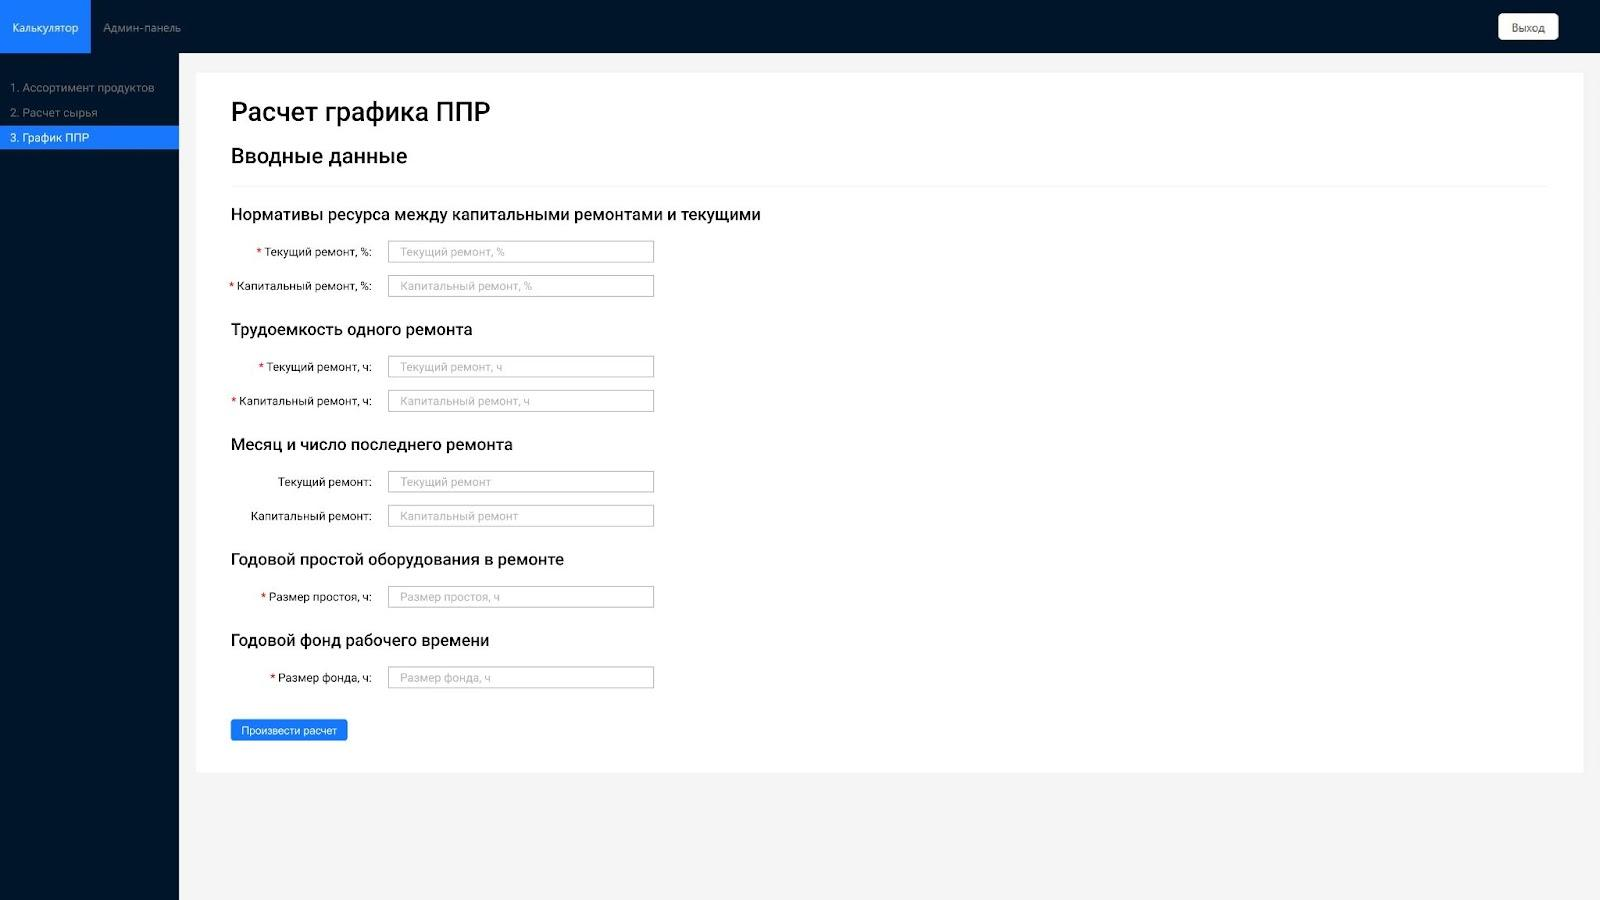 Калькулятор Админ-панель Выход
1. Ассортимент продуктов
2. Расчет сырья
3. График ППР
Расчет графика ППР
Вводные данные
Нормативы ресурса между капитальными ремонтами и текущими
* Текущий ремонт, %: Текущий ремонт, %
* Капитальный ремонт, %: Капитальный ремонт, %
Трудоемкость одного ремонта
* Текущий ремонт, ч: Текущий ремонт, ч
* Капитальный ремонт, ч: Капитальный ремонт, ч
Месяц и число последнего ремонта
Текущий ремонт: Текущий ремонт
Капитальный ремонт: Капитальный ремонт
Годовой простой оборудования в ремонте
* Размер простоя, ч: Размер простоя, ч
Годовой фонд рабочего времени
* Размер фонда, ч: Размер фонда, ч
Произвести расчет